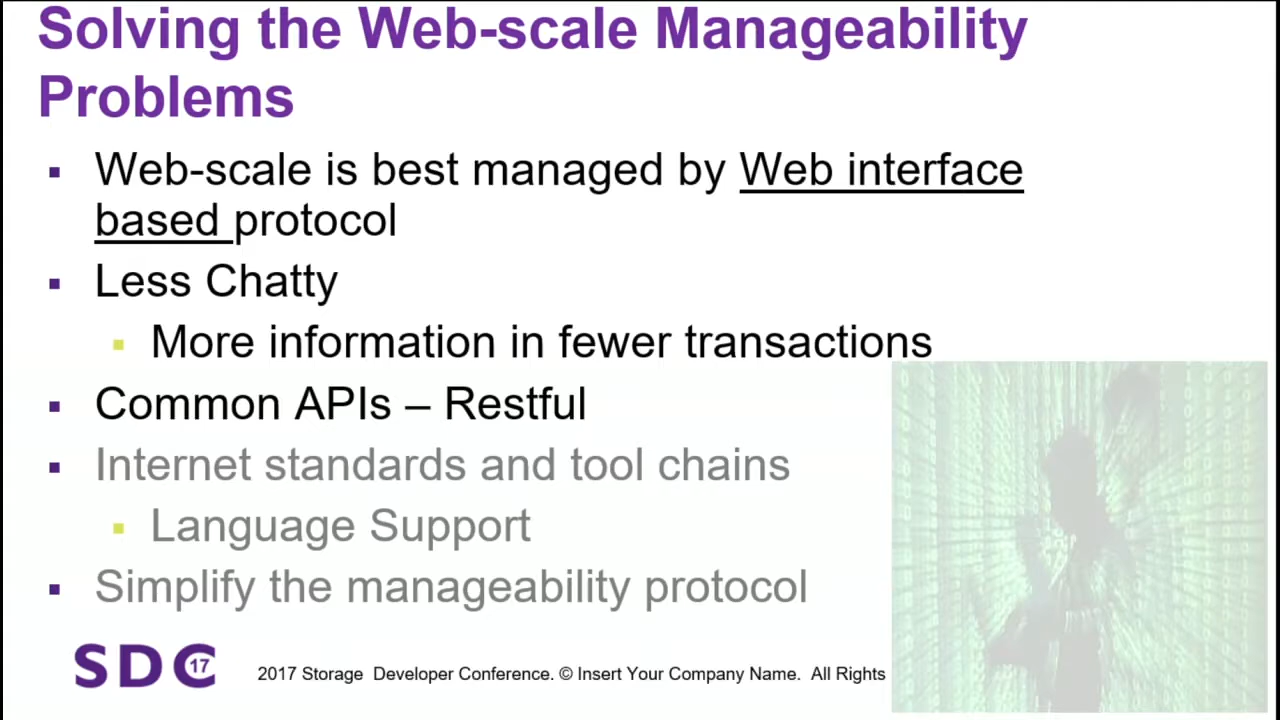 Solving the Web-scale Manageability
Problems
Web-scale is best managed by Web interface
based protocol
Less Chatty
More information in fewer transactions
Common APIs – Restful
Internet standards and tool chains
Language Support
Simplify the manageability protocol
SDC 17
2017 Storage Developer Conference. © Insert Your Company Name. All Rights